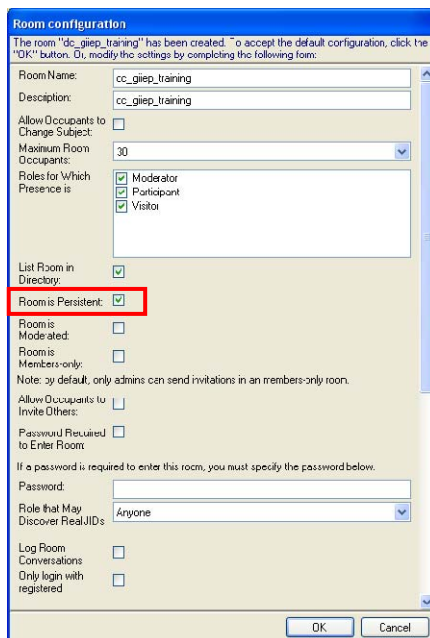 Room configuration
The room "dc_giiep_training" has been created. To accept the default configuration, click the
"OK" button. Or, modify the settings by completing the following form:
Room Name: cc_giiep_training
Description: cc_giiep_training
Allow Occupants to
Change Subject:
Maximum Room
Occupants: 30
Roles for Which
Presence is
Moderator
Participant
Visitor
List Room in
Directory:
Room is Persistent:
Room is
Moderated:
Room is
Members-only:
Note: by default, only admins can send invitations in an members-only room.
Allow Occupants to
Invite Others:
Password Required
to Enter Room:
If a password is required to enter this room, you must specify the password below.
Password:
Role that May
Discover Real JIDs Anyone
Log Room
Conversations
Only login with
registered
OK Cancel